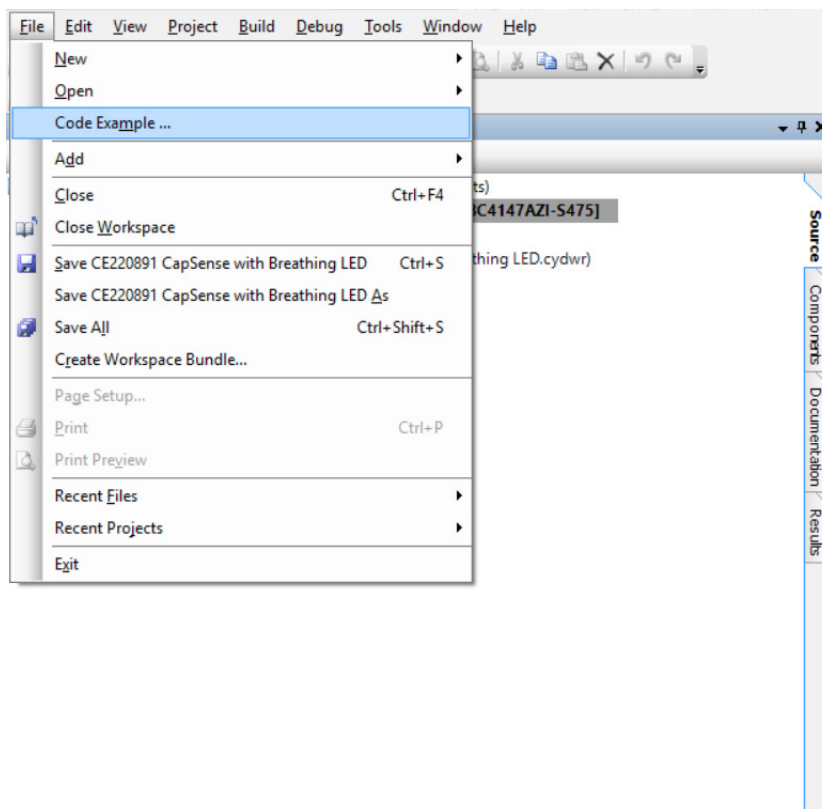 File Edit View Project Build Debug Tools Window Help
New
Open
Code Example ...
Add
Close Ctrl+F4
ts)
C4147AZI-S475]
Close Workspace
Save CE220891 CapSense with Breathing LED Ctrl+S
thing LED.cydwr)
Save CE220891 CapSense with Breathing LED As
Save All Ctrl+Shift+S
Create Workspace Bundle...
Page Setup...
Print Ctrl+P
Print Preview
Recent Files
Recent Projects
Exit
Source
Components
Documentation
Results